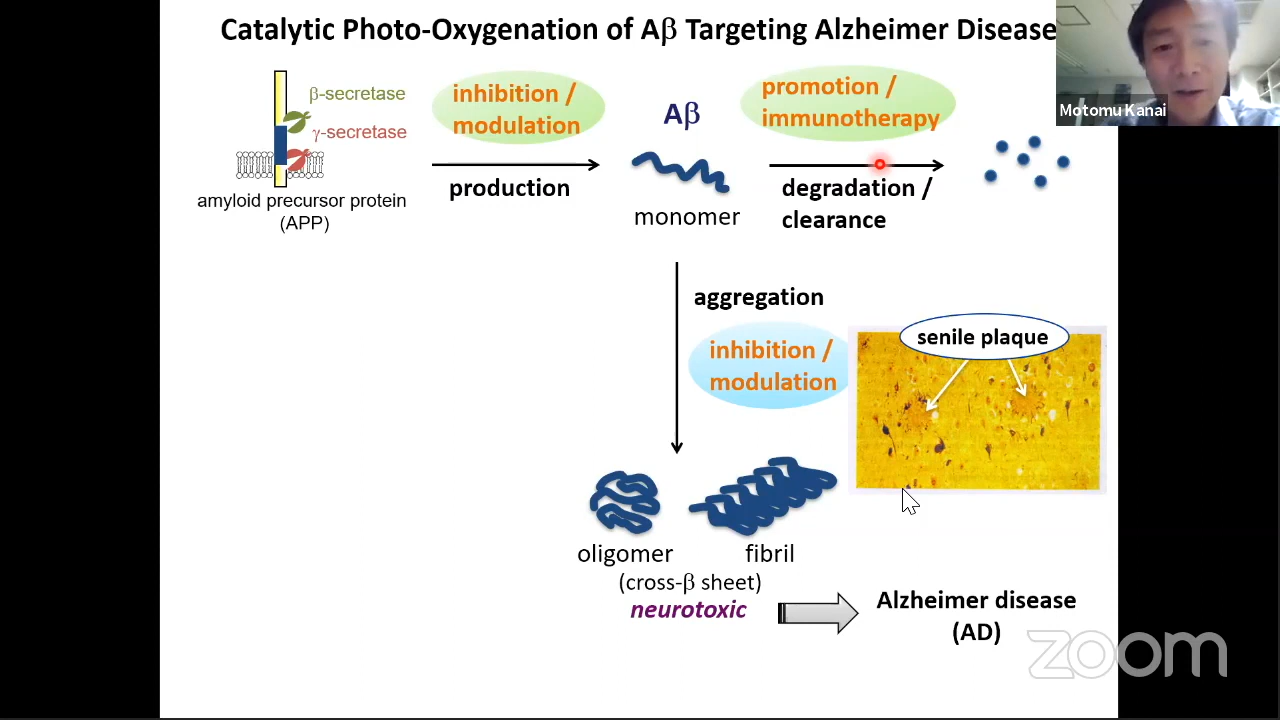 Catalytic Photo-Oxygenation of Aβ Targeting Alzheimer Disease
Motomu Kanai
β-secretase
γ-secretase
amyloid precursor protein
(APP)
inhibition /
modulation
production
Aβ
monomer
promotion /
immunotherapy
degradation /
clearance
aggregation
inhibition /
modulation
senile plaque
oligomer
fibril
(cross-β sheet)
neurotoxic
Alzheimer disease
(AD)
zoom